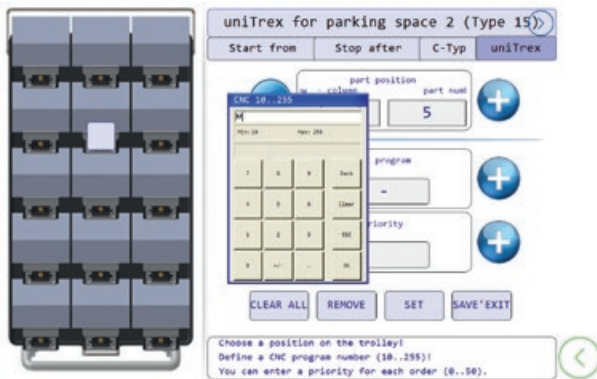 uniTrex for parking space 2 (Type 15)
Start from
Stop after
C-Typ
uniTrex
part position
column
part numb
5
CNC 10..255
Min:10
Max: 255
7 8 9 Back
4 5 6 Clear
1 2 3 ESC
0 +/- . OK
program
-
riority
CLEAR ALL
REMOVE
SET
SAVE'EXIT
Choose a position on the trolley!
Define a CNC program number (10..255)!
You can enter a priority for each order (0..50).